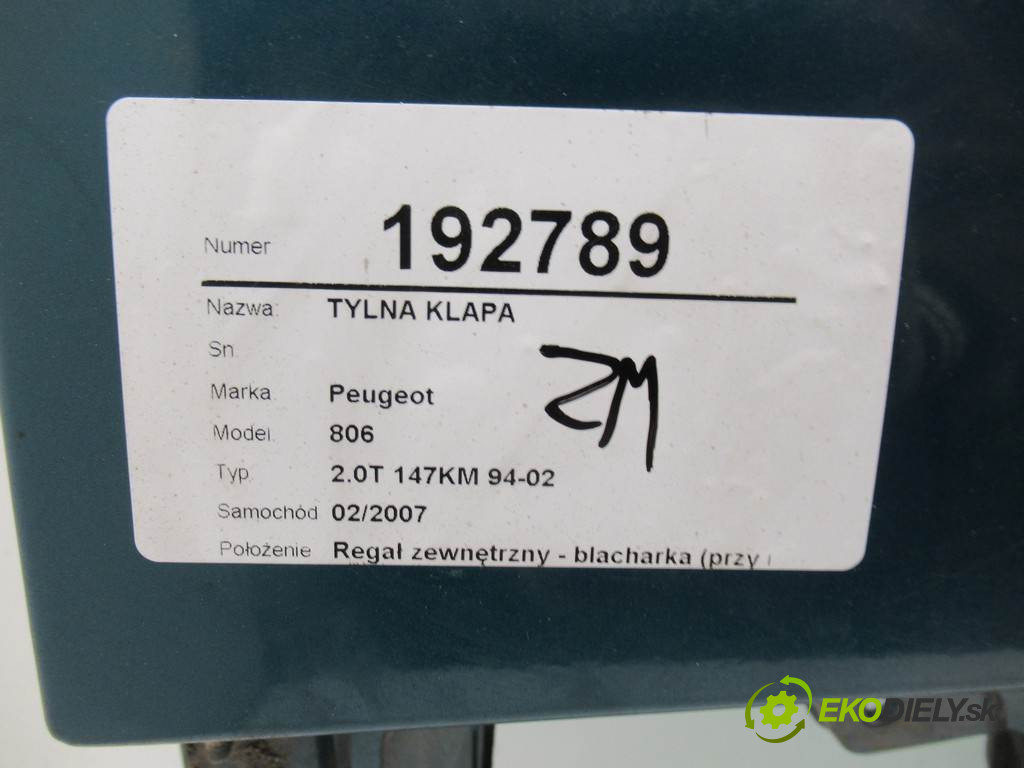 Numer 192789
Nazwa: TYLNA KLAPA
Sn
Marka Peugeot
Model 806
Typ 2.0T 147KM 94-02
Samochód 02/2007
Położenie Regał zewnętrzny - blacharka (przy
ZM
EKODIELY.sk